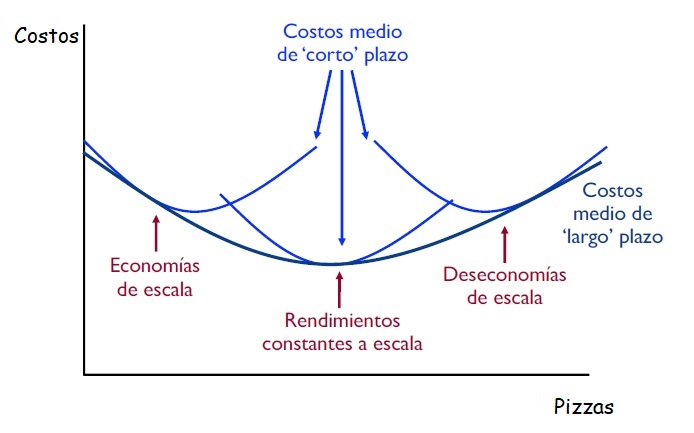 Costos
Costos medio
de ‘corto’ plazo
Costos
medio de
‘largo’ plazo
Economías
de escala
Deseconomías
de escala
Rendimientos
constantes a escala
Pizzas